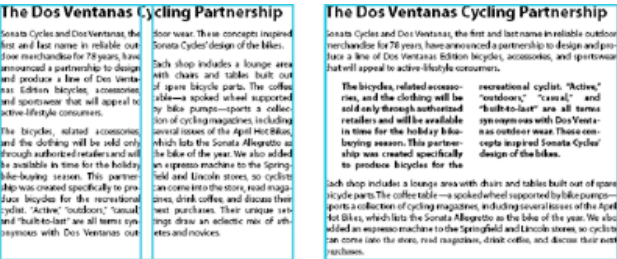 The Dos Ventanas Cycling Partnership
Sonata Cycles and Dos Ventanas, the
first and last name in reliable out-
door merchandise for 78 years, have
announced a partnership to design
and produce a line of Dos Venta-
nas Edition bicycles, accessories,
and sportswear that will appeal to
active-lifestyle consumers.
The bicycles, related accessories,
and the clothing will be sold only
through authorized retailers and will
be available in time for the holiday
bike-buying season. This partner-
ship was created specifically to pro-
duce bicycles for the recreational
cyclist. "Active," "outdoors," "casual,"
and "built-to-last" are all terms syn-
onymous with Dos Ventanas out-
door wear. These concepts inspired
Sonata Cycles' design of the bikes.
Each shop includes a lounge area
with chairs and tables built out
of spare bicycle parts. The coffee
table—a spoked wheel supported
by bike pumps—sports a collec-
tion of cycling magazines, including
several issues of the April Hot Bikes,
which lists the Sonata Allegretto as
the bike of the year. We also added
an espresso machine to the Spring-
field and Lincoln stores, so cyclists
can come into the store, read maga-
zines, drink coffee, and discuss their
next purchases. Their unique set-
tings draw an eclectic mix of ath-
letes and novices.
The Dos Ventanas Cycling Partnership
Sonata Cycles and Dos Ventanas, the first and last name in reliable outdoor
merchandise for 78 years, have announced a partnership to design and pro-
duce a line of Dos Ventanas Edition bicycles, accessories, and sportswear
that will appeal to active-lifestyle consumers.
The bicycles, related accesso-
ries, and the clothing will be
sold only through authorized
retailers and will be available
in time for the holiday bike-
buying season. This partner-
ship was created specifically
to produce bicycles for the
recreational cyclist. "Active,"
"outdoors," "casual," and
"built-to-last" are all terms
synonymous with Dos Venta-
nas outdoor wear. These con-
cepts inspired Sonata Cycles'
design of the bikes.
Each shop includes a lounge area with chairs and tables built out of spare
bicycle parts. The coffee table—a spoked wheel supported by bike pumps—
sports a collection of cycling magazines, including several issues of the April
Hot Bikes, which lists the Sonata Allegretto as the bike of the year. We also
added an espresso machine to the Springfield and Lincoln stores, so cyclists
can come into the store, read magazines, drink coffee, and discuss their next
purchases.